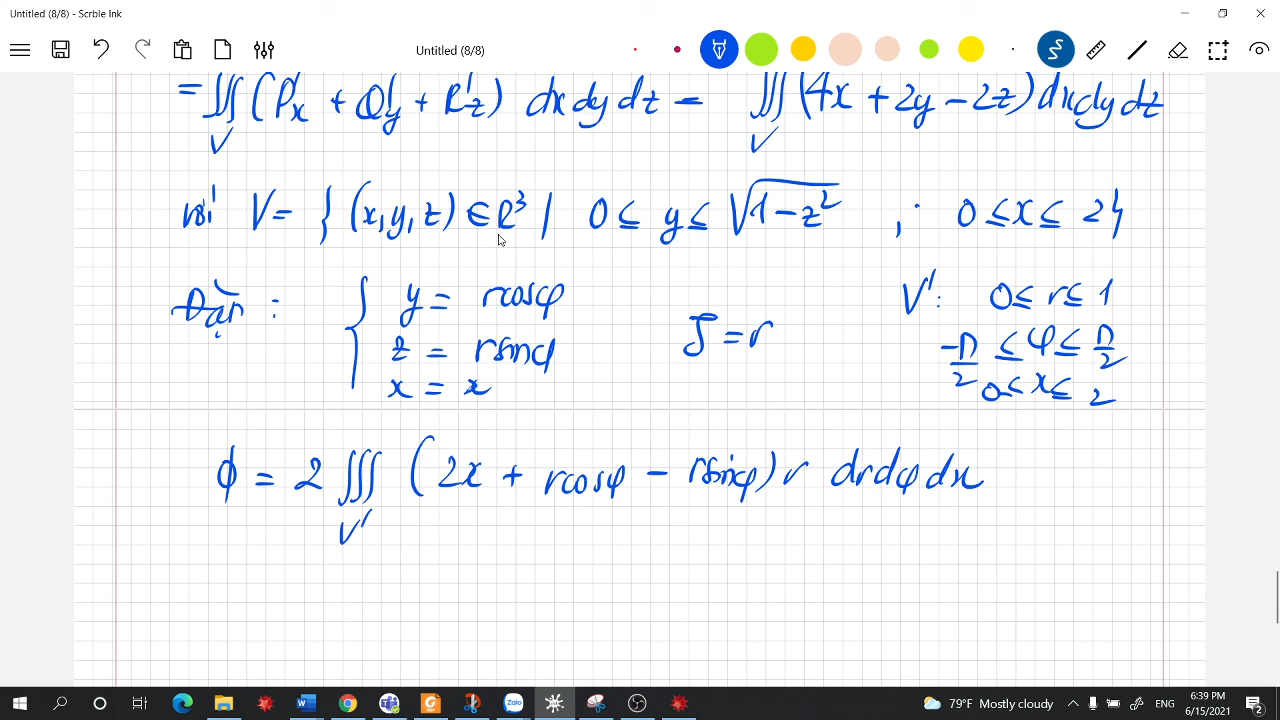 Untitled (8/8) - Scrble Ink
Untitled (8/8)
= ∭_V (P'x + Q'y + R'z) dx dy dz = ∭_V (4x + 2y − 2z) dx dy dz
với V = { (x, y, z) ∈ R³ | 0 ≤ y ≤ √(1 − z²) ; 0 ≤ x ≤ 2}
Đặt : { y = r cos φ
z = r sin φ
x = x
J = r
V' : 0 ≤ r ≤ 1
−π/2 ≤ φ ≤ π/2
0 ≤ x ≤ 2
ϕ = 2 ∭_V' (2x + r cos φ − r sin φ) r dr dφ dx
79°F Mostly cloudy
ENG
6:39 PM
6/15/2021
2